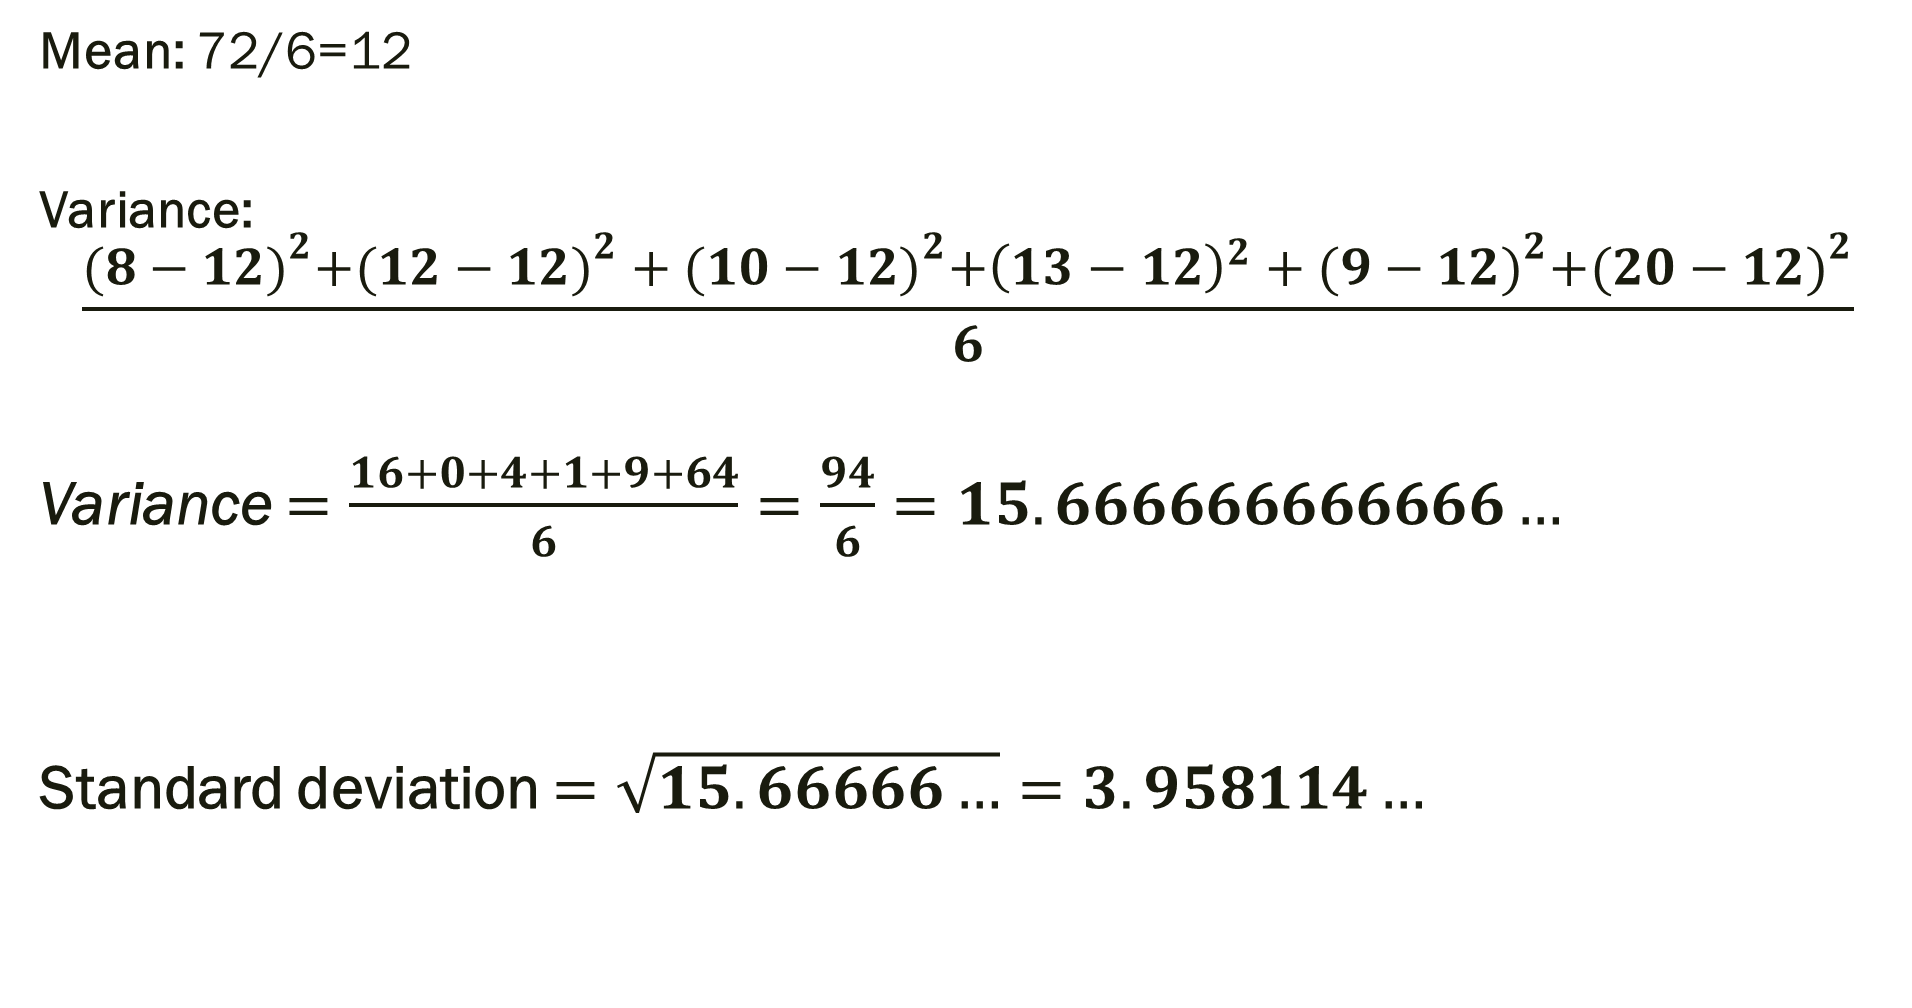 Mean: 72/6=12
Variance:
(8 − 12)²+(12 − 12)² + (10 − 12)²+(13 − 12)² + (9 − 12)²+(20 − 12)²
6
Variance = 16+0+4+1+9+64/6 = 94/6 = 15.666666666666 …
Standard deviation = √15.66666 … = 3.958114 …